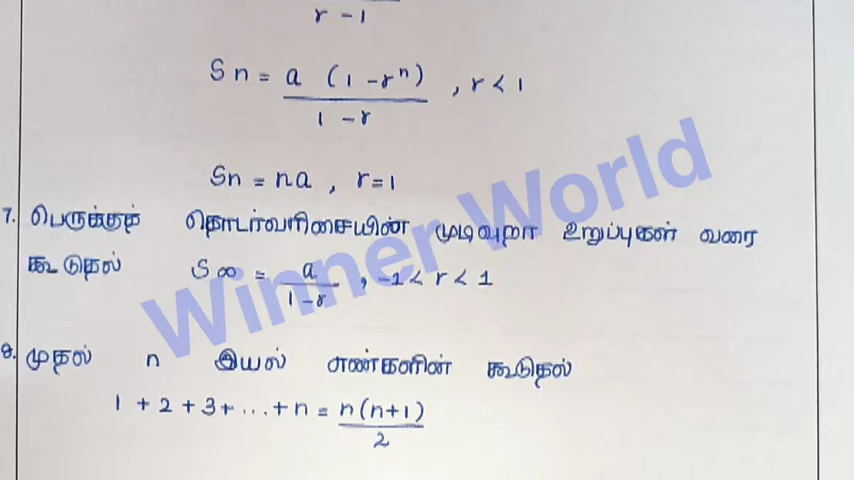 r - 1
Sn = a (1 - rⁿ) , r < 1
1 - r
Sn = na , r = 1
7. பெருக்குத் தொடர்வரிசையின் முடிவுறா உறுப்புகள் வரை
கூடுதல் S∞ = a / 1 - r , -1 < r < 1
8. முதல் n இயல் எண்களின் கூடுதல்
1 + 2 + 3 + ... + n = n(n+1)
2
Winner World